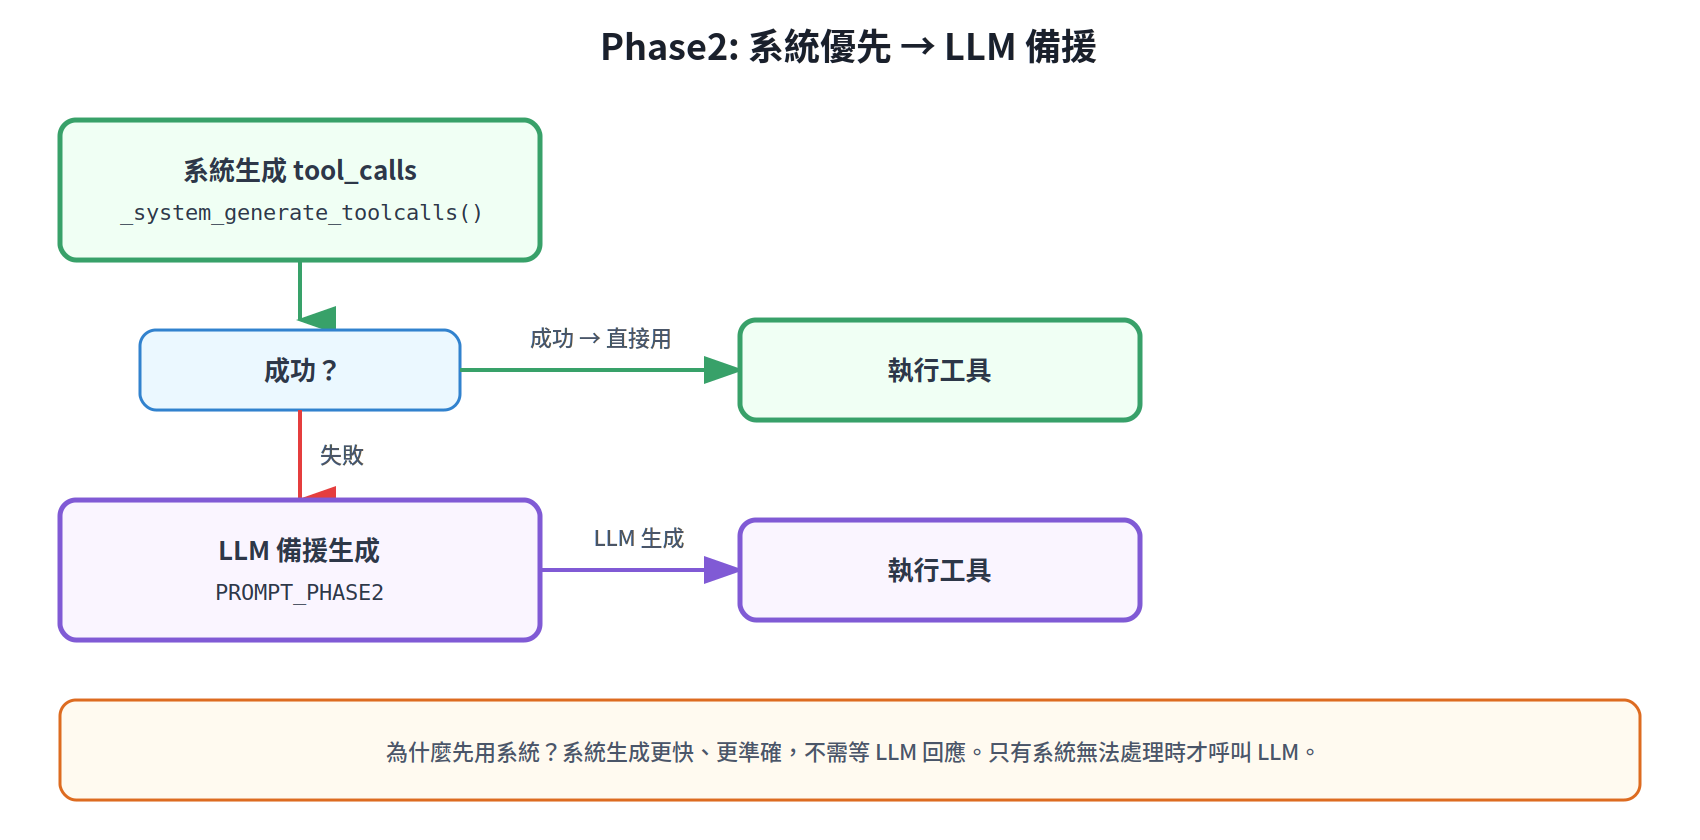 Phase2: 系統優先 → LLM 備援
系統生成 tool_calls
_system_generate_toolcalls()
成功？
成功 → 直接用
執行工具
失敗
LLM 備援生成
PROMPT_PHASE2
LLM 生成
執行工具
為什麼先用系統？系統生成更快、更準確，不需等 LLM 回應。只有系統無法處理時才呼叫 LLM。